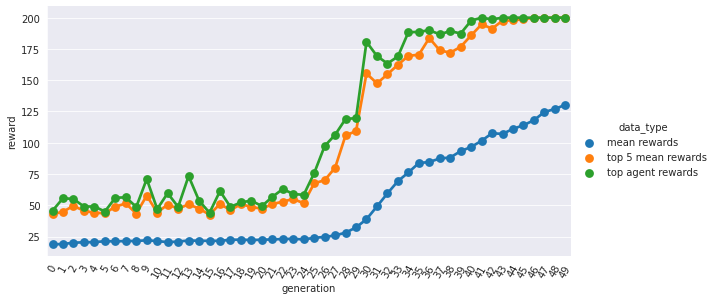 200
175
150
125
100
75
50
25
reward
0 1 2 3 4 5 6 7 8 9 10 11 12 13 14 15 16 17 18 19 20 21 22 23 24 25 26 27 28 29 30 31 32 33 34 35 36 37 38 39 40 41 42 43 44 45 46 47 48 49
generation
data_type
mean rewards
top 5 mean rewards
top agent rewards